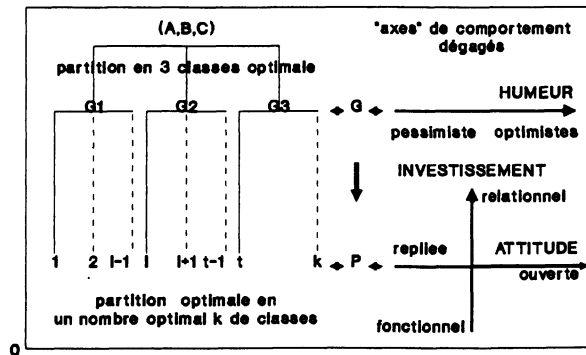 (A,B,C)
"axes" de comportement
dégagés
partition en 3 classes optimale
G1 G2 G3 G
HUMEUR
pessimiste optimistes
INVESTISSEMENT
relationnel
repliee ATTITUDE
ouverte
1 2 l-1 l l+1 t-1 t k P
partition optimale en
un nombre optimal k de classes
fonctionnel
0